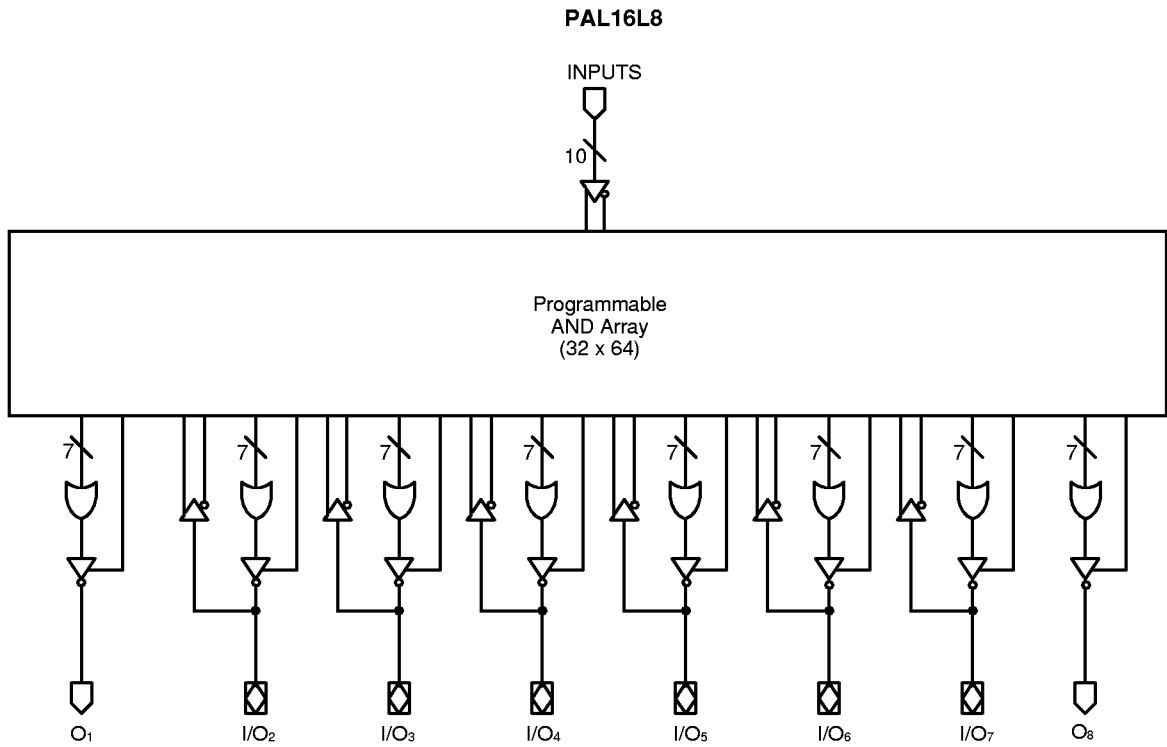 PAL16L8
INPUTS
10
Programmable
AND Array
(32 x 64)
7 7 7 7 7 7 7 7
O1 I/O2 I/O3 I/O4 I/O5 I/O6 I/O7 O8